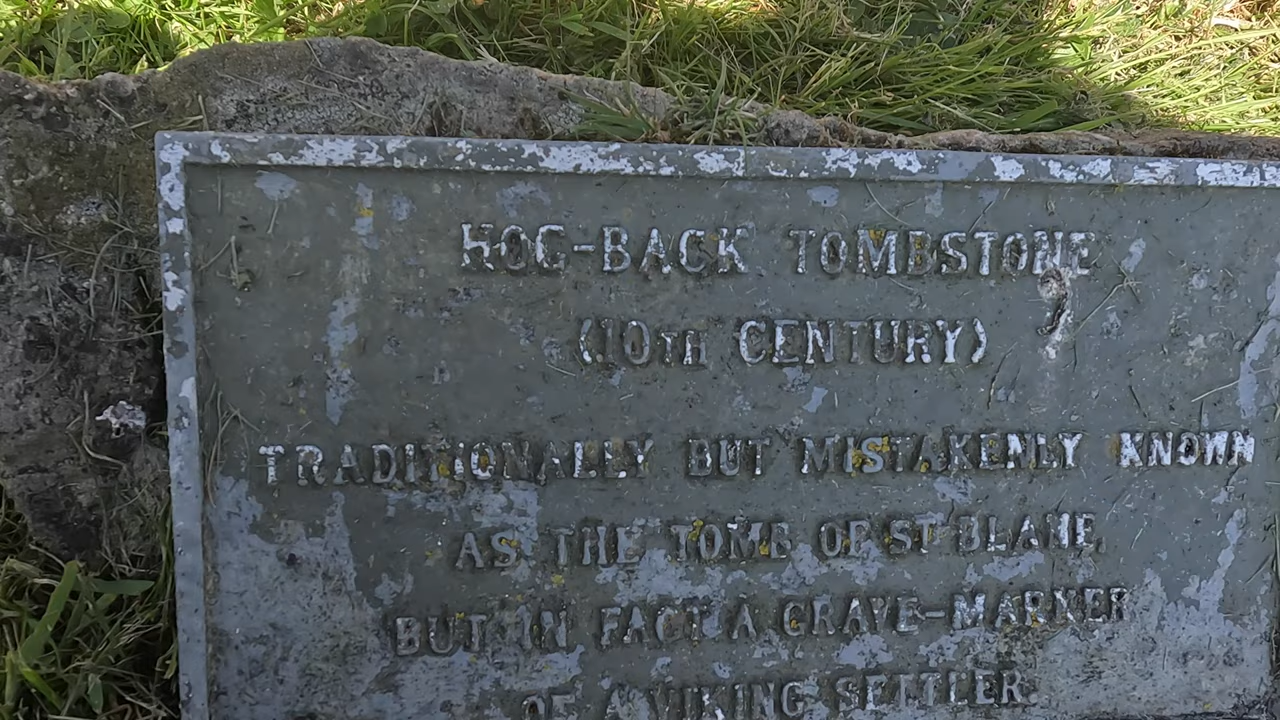 HOG-BACK TOMBSTONE
(10TH CENTURY)
TRADITIONALLY BUT MISTAKENLY KNOWN
AS THE TOMB OF ST BLANE,
BUT IN FACT A GRAVE-MARKER
OF A VIKING SETTLER